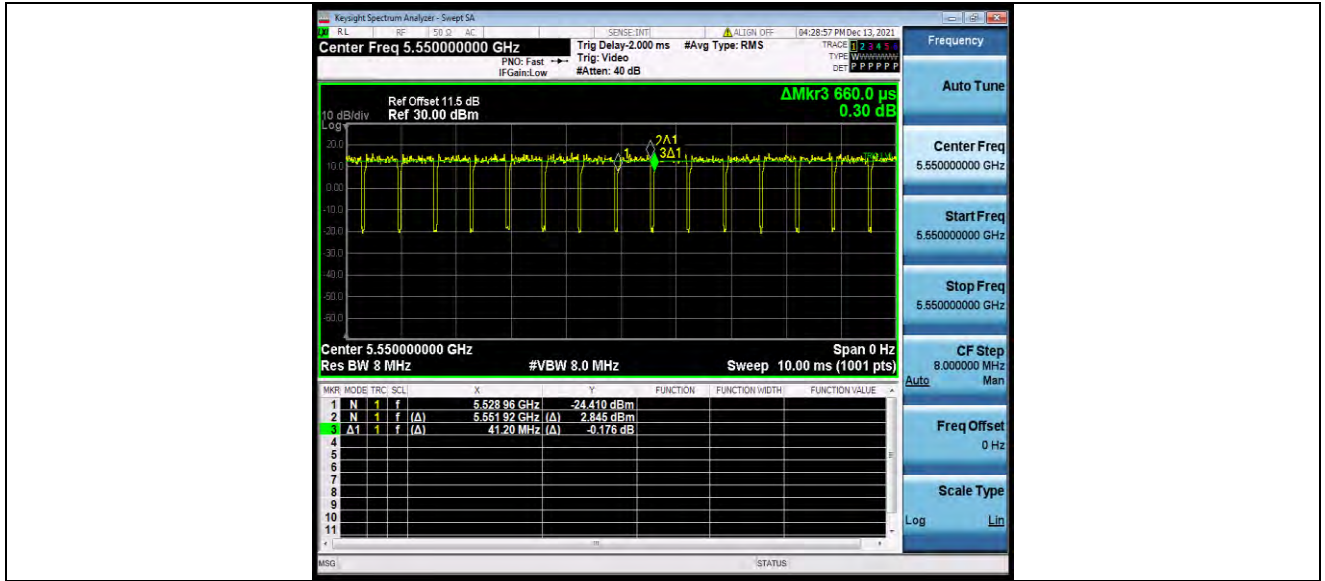 Keysight Spectrum Analyzer - Swept SA
RL RF 50 Ω AC SENSE:INT ALIGN OFF 04:28:57 PM Dec 13, 2021
Center Freq 5.550000000 GHz
PNO: Fast
IFGain:Low
Trig Delay-2.000 ms
Trig: Video
#Atten: 40 dB
#Avg Type: RMS
TRACE 1 2 3 4 5 6
TYPE WWWWWW
DET P P P P P P
ΔMkr3 660.0 µs
0.30 dB
Ref Offset 11.5 dB
10 dB/div Ref 30.00 dBm
Log
20.0
10.0
0.00
-10.0
-20.0
-30.0
-40.0
-50.0
-60.0
1
2Δ1
3Δ1
Center 5.550000000 GHz Span 0 Hz
Res BW 8 MHz #VBW 8.0 MHz Sweep 10.00 ms (1001 pts)
MKR MODE TRC SCL X Y FUNCTION FUNCTION WIDTH FUNCTION VALUE
1 N 1 f 5.528 96 GHz -24.410 dBm
2 N 1 f (Δ) 5.551 92 GHz (Δ) 2.845 dBm
3 Δ1 1 f (Δ) 41.20 MHz (Δ) -0.176 dB
4
5
6
7
8
9
10
11
MSG STATUS
Frequency
Auto Tune
Center Freq
5.550000000 GHz
Start Freq
5.550000000 GHz
Stop Freq
5.550000000 GHz
CF Step
8.000000 MHz
Auto Man
Freq Offset
0 Hz
Scale Type
Log Lin